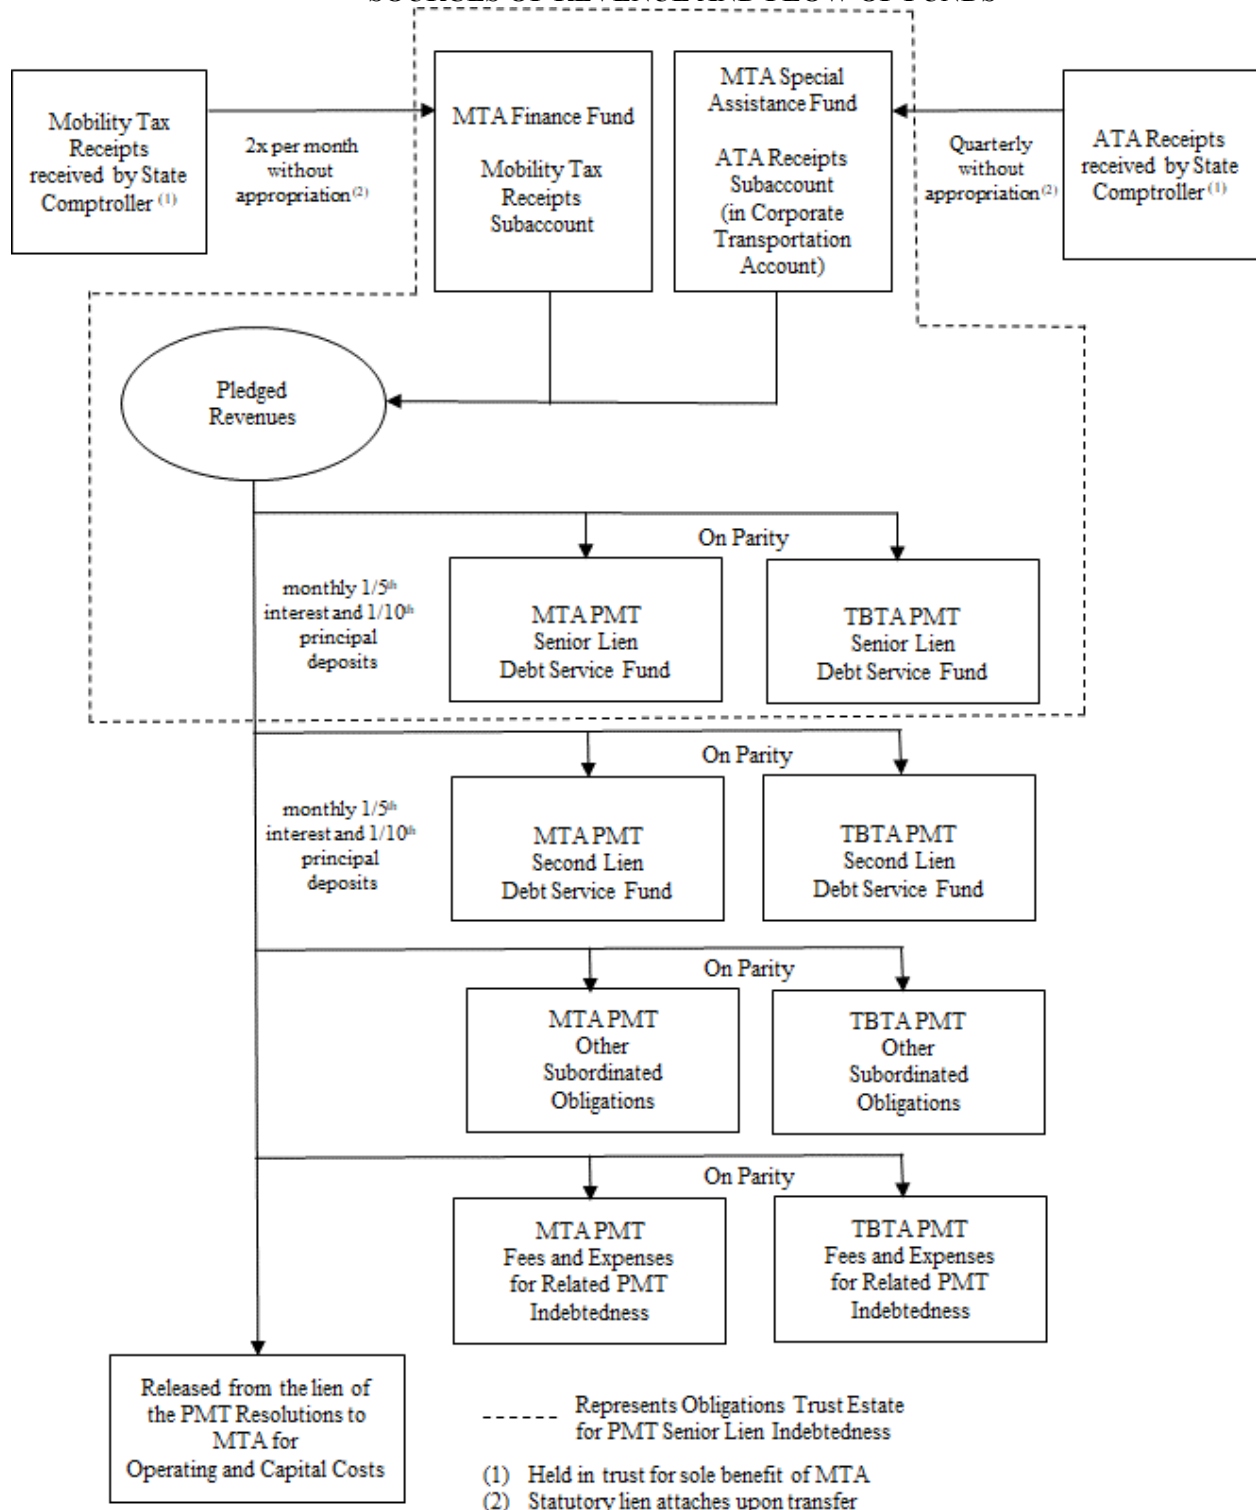 SOURCES OF REVENUE AND FLOW OF FUNDS
Mobility Tax
Receipts
received by State
Comptroller (1)
2x per month
without
appropriation(2)
MTA Finance Fund
Mobility Tax
Receipts
Subaccount
MTA Special
Assistance Fund
ATA Receipts
Subaccount
(in Corporate
Transportation
Account)
Quarterly
without
appropriation(2)
ATA Receipts
received by State
Comptroller(1)
Pledged
Revenues
monthly 1/5th
interest and 1/10th
principal
deposits
On Parity
MTA PMT
Senior Lien
Debt Service Fund
TBTA PMT
Senior Lien
Debt Service Fund
monthly 1/5th
interest and 1/10th
principal
deposits
On Parity
MTA PMT
Second Lien
Debt Service Fund
TBTA PMT
Second Lien
Debt Service Fund
On Parity
MTA PMT
Other
Subordinated
Obligations
TBTA PMT
Other
Subordinated
Obligations
On Parity
MTA PMT
Fees and Expenses
for Related PMT
Indebtedness
TBTA PMT
Fees and Expenses
for Related PMT
Indebtedness
Released from the lien of
the PMT Resolutions to
MTA for
Operating and Capital Costs
Represents Obligations Trust Estate
for PMT Senior Lien Indebtedness
(1) Held in trust for sole benefit of MTA
(2) Statutory lien attaches upon transfer